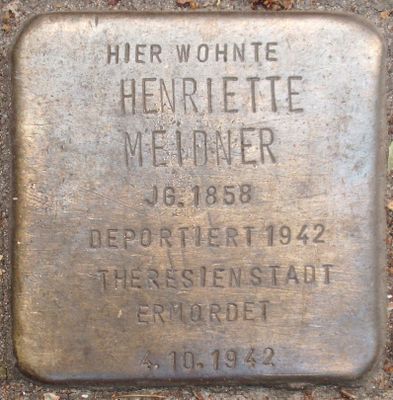 HIER WOHNTE
HENRIETTE
MEIDNER
JG. 1858
DEPORTIERT 1942
THERESIENSTADT
ERMORDET
4.10.1942